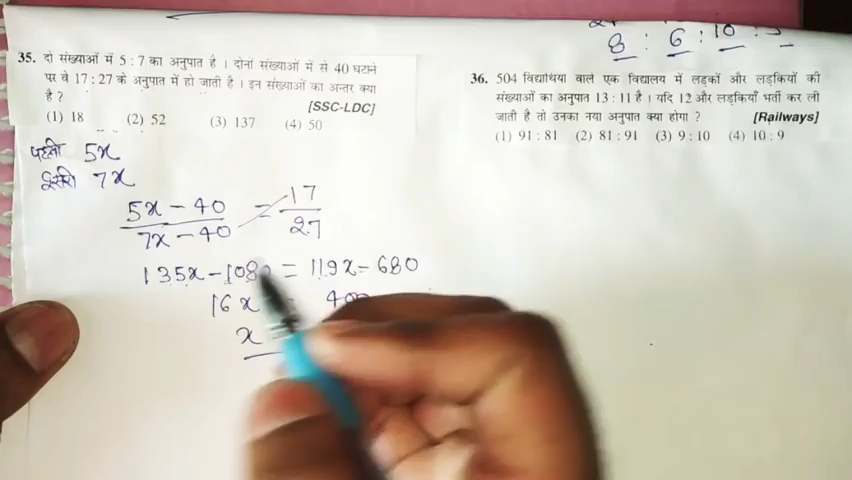 8 : 6 : 10 :
35. दो संख्याओं में 5 : 7 का अनुपात है । दोनों संख्याओं में से 40 घटाने
पर वे 17 : 27 के अनुपात में हो जाती है । इन संख्याओं का अन्तर क्या
है ?
[SSC-LDC]
(1) 18 (2) 52 (3) 137 (4) 50
पहली 5x
दूसरी 7x
5x - 40 = 17
7x - 40 27
135x - 108 = 119x - 680
16x 400
x
36. 504 विद्यार्थियों वाले एक विद्यालय में लड़कों और लड़कियों की
संख्याओं का अनुपात 13 : 11 है । यदि 12 और लड़कियाँ भर्ती कर ली
जाती है तो उनका नया अनुपात क्या होगा ? [Railways]
(1) 91 : 81 (2) 81 : 91 (3) 9 : 10 (4) 10 : 9